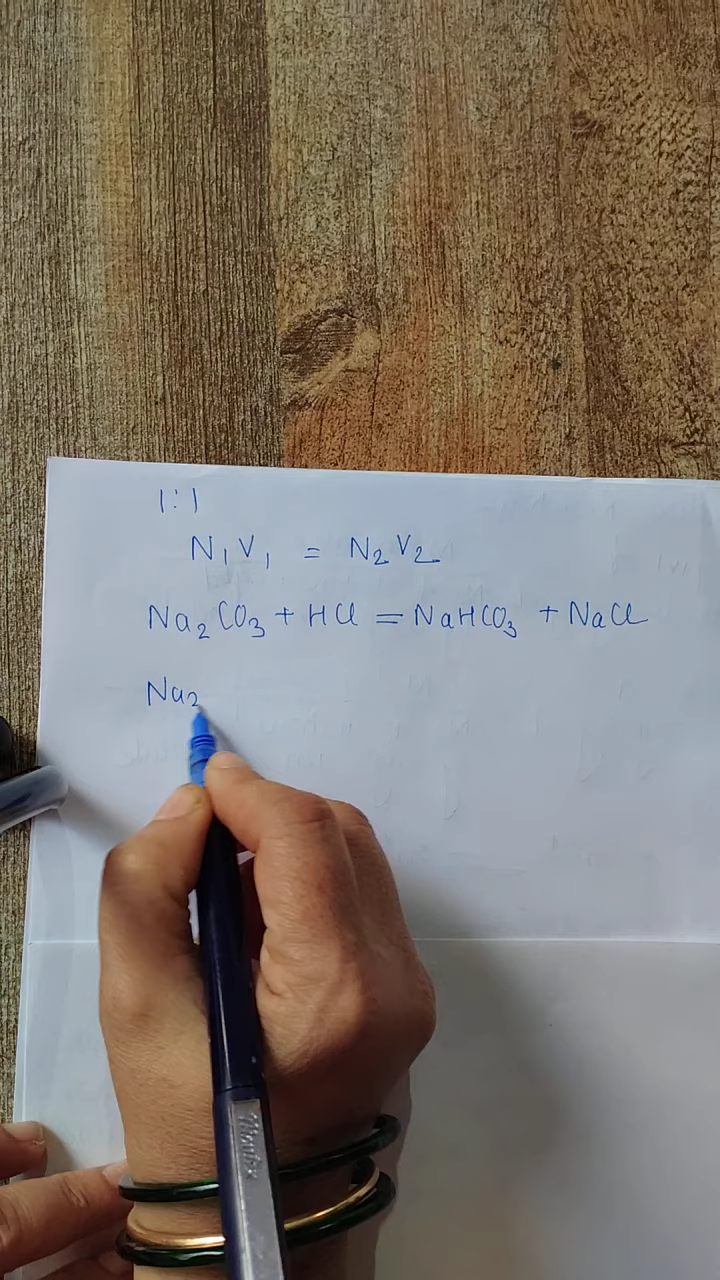 1:1
N₁V₁ = N₂V₂
Na₂CO₃ + HCl = NaHCO₃ + NaCl
Na₂